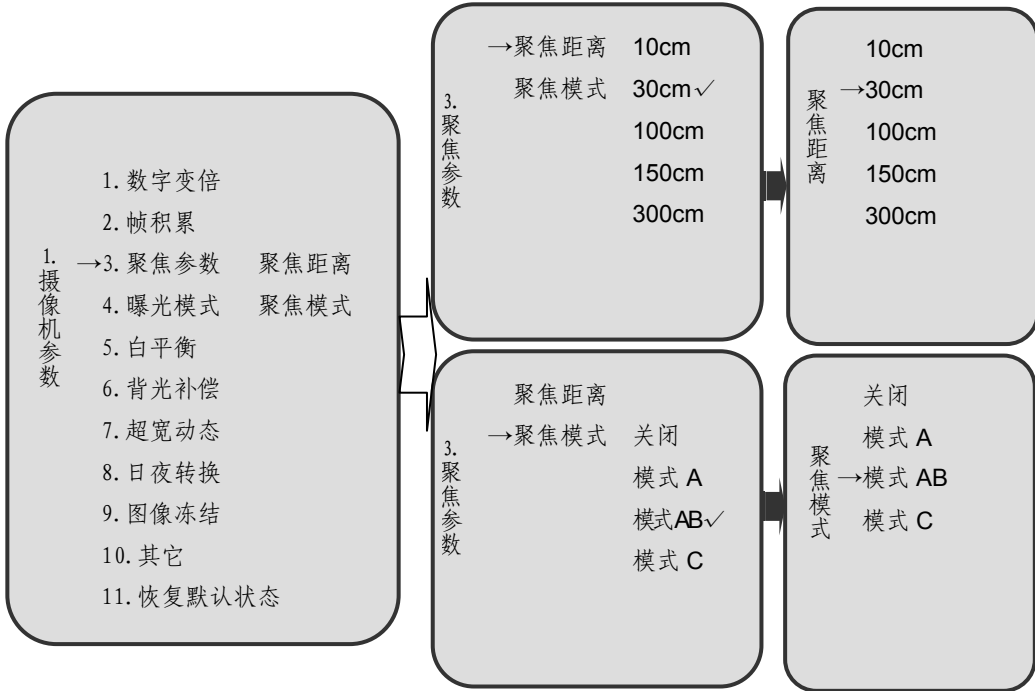 1.摄像机参数
1.数字变倍
2.帧积累
→3.聚焦参数 聚焦距离
4.曝光模式 聚焦模式
5.白平衡
6.背光补偿
7.超宽动态
8.日夜转换
9.图像冻结
10.其它
11.恢复默认状态
3.聚焦参数
→聚焦距离 10cm
聚焦模式 30cm✓
100cm
150cm
300cm
聚焦距离
10cm
→30cm
100cm
150cm
300cm
3.聚焦参数
聚焦距离
→聚焦模式 关闭
模式 A
模式AB✓
模式 C
聚焦模式
关闭
模式 A
→模式 AB
模式 C